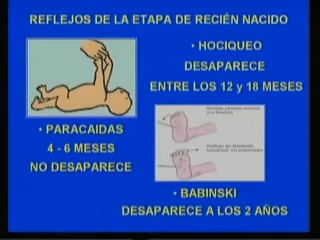 REFLEJOS DE LA ETAPA DE RECIÉN NACIDO
• HOCIQUEO
DESAPARECE
ENTRE LOS 12 y 18 MESES
• PARACAIDAS
4 - 6 MESES
NO DESAPARECE
• BABINSKI
DESAPARECE A LOS 2 AÑOS